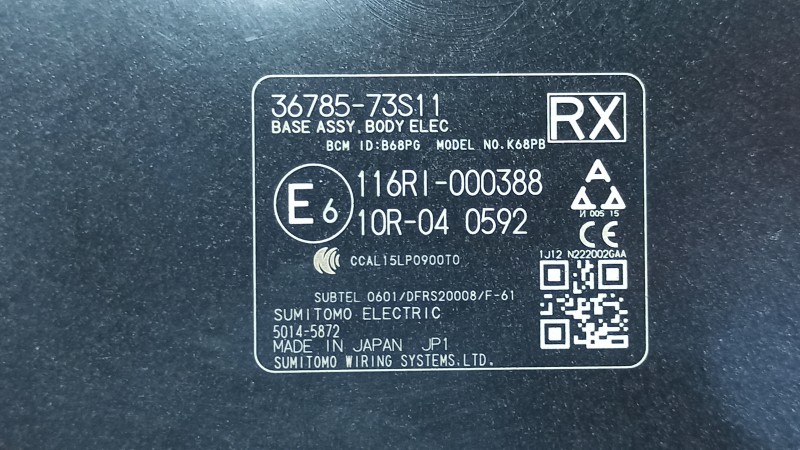 36785-73S11
RX
BASE ASSY, BODY ELEC
BCM ID:B68PG MODEL NO.K68PB
E6
116RI-000388
10R-04 0592
И 005 15
CE
CCAL15LP0900T0
1J12 N222002GAA
SUBTEL 0601/DFRS20008/F-61
SUMITOMO ELECTRIC
5014-5872
MADE IN JAPAN JP1
SUMITOMO WIRING SYSTEMS,LTD.